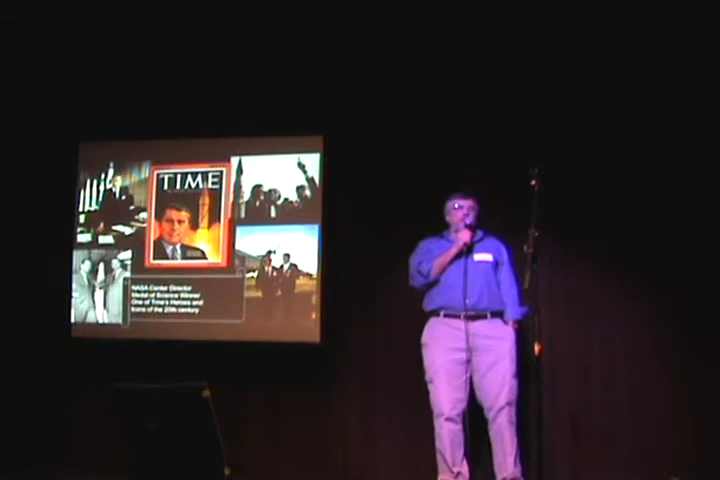 TIME
NASA Center Director
Medal of Science Winner
One of Time's Heroes and
Icons of the 20th century